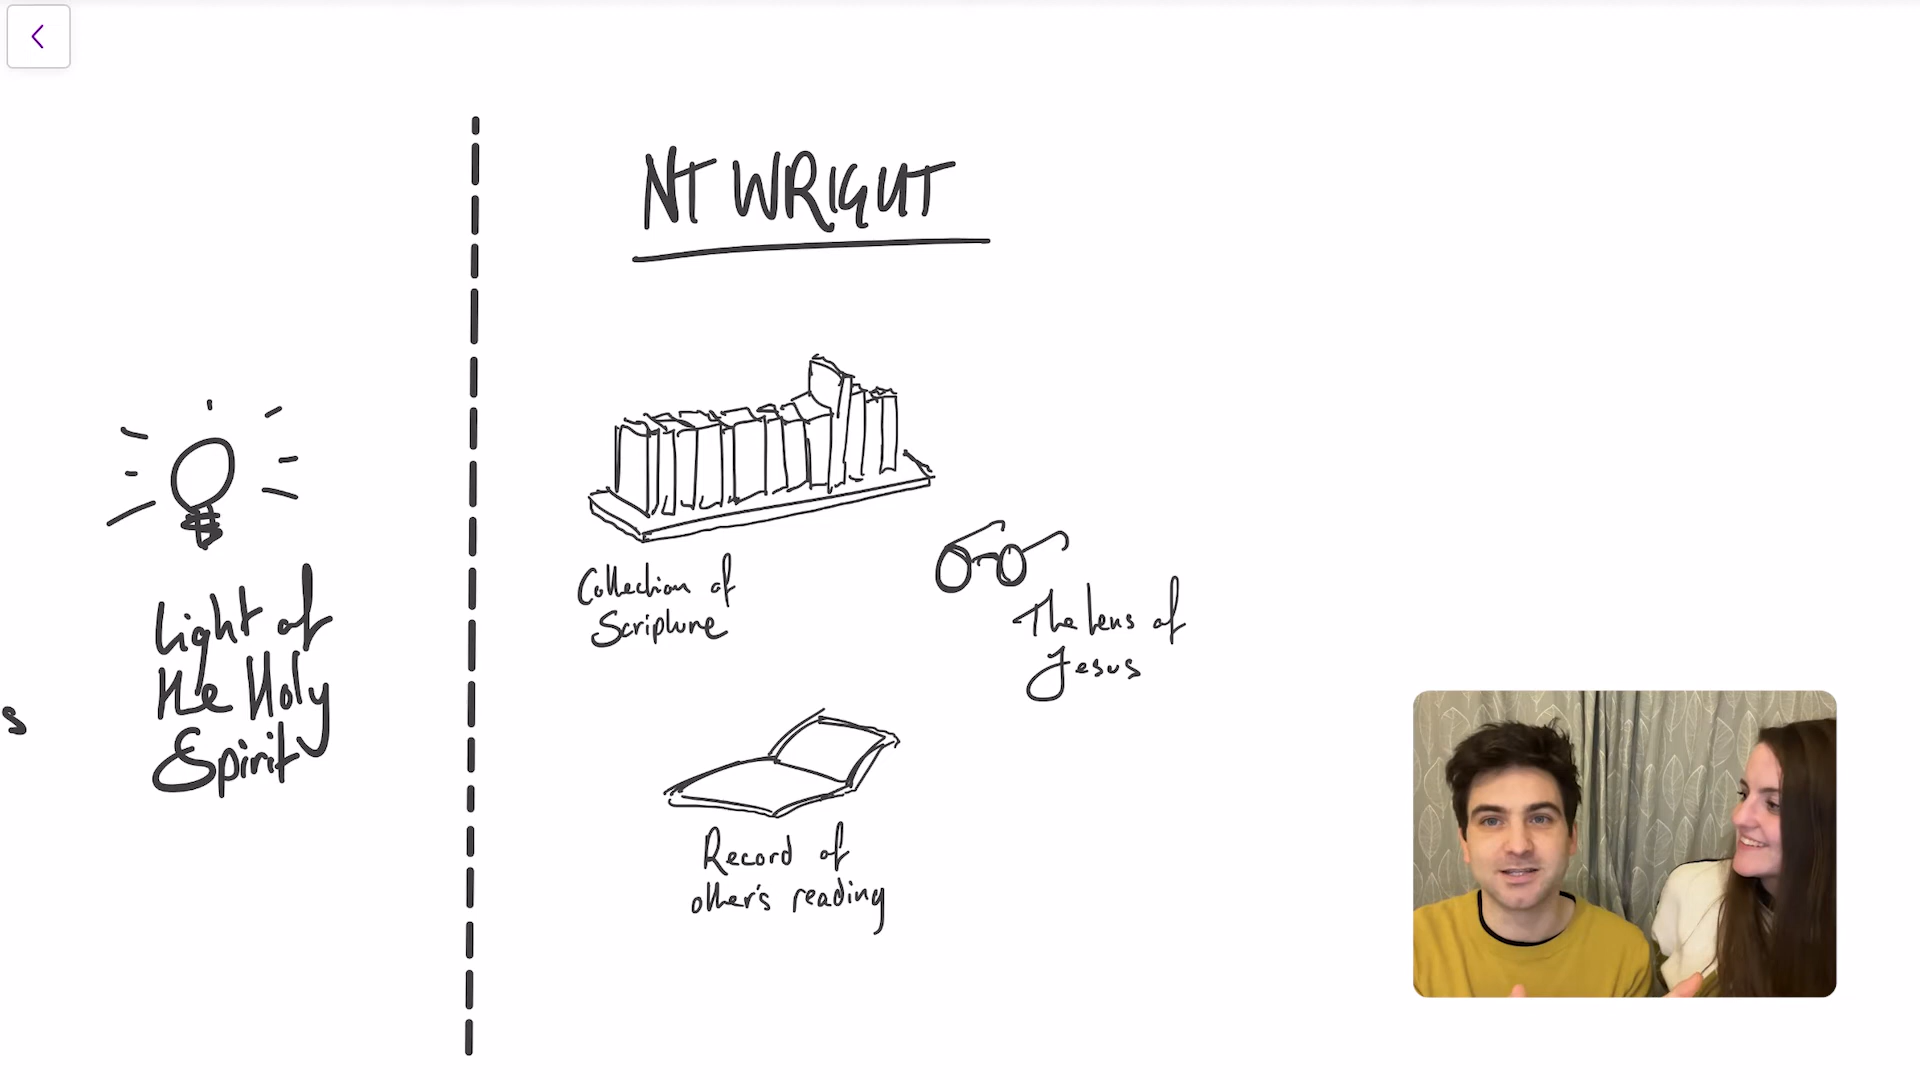 NT WRIGHT
Collection of
Scripture
The lens of
Jesus
Light of
the Holy
Spirit
s
Record of
other's reading